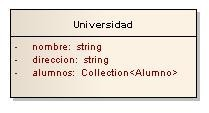 Universidad
- nombre: string
- direccion: string
- alumnos: Collection<Alumno>